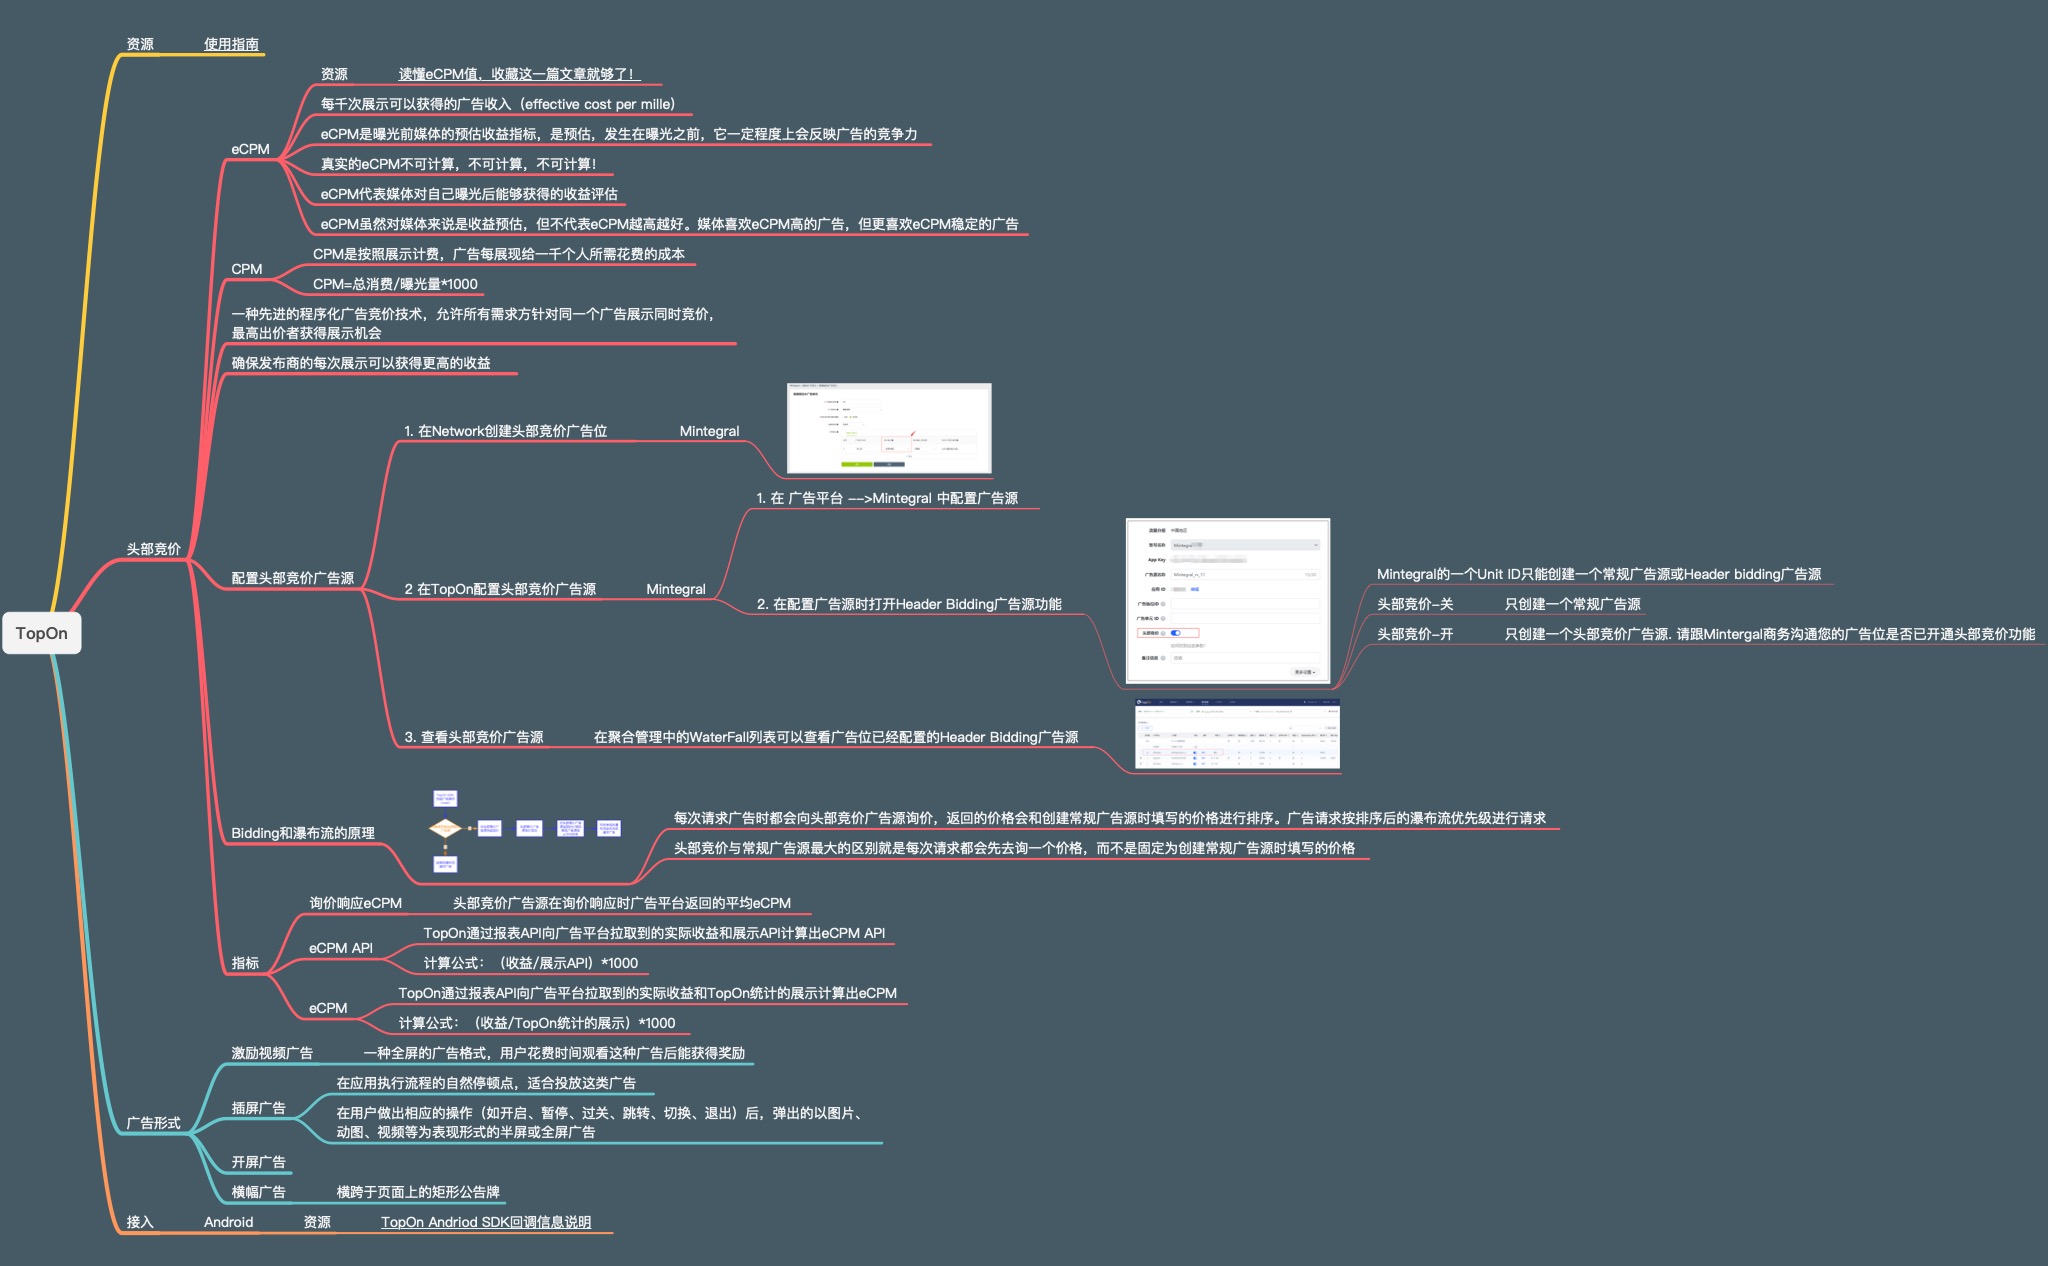 资源
使用指南
资源
读懂eCPM值，收藏这一篇文章就够了！
每千次展示可以获得的广告收入（effective cost per mille）
eCPM是曝光前媒体的预估收益指标，是预估，发生在曝光之前，它一定程度上会反映广告的竞争力
eCPM
真实的eCPM不可计算，不可计算，不可计算！
eCPM代表媒体对自己曝光后能够获得的收益评估
eCPM虽然对媒体来说是收益预估，但不代表eCPM越高越好。媒体喜欢eCPM高的广告，但更喜欢eCPM稳定的广告
CPM是按照展示计费，广告每展现给一千个人所需花费的成本
CPM
CPM=总消费/曝光量*1000
一种先进的程序化广告竞价技术，允许所有需求方针对同一个广告展示同时竞价，
最高出价者获得展示机会
确保发布商的每次展示可以获得更高的收益
1. 在Network创建头部竞价广告位
Mintegral
1. 在 广告平台 -->Mintegral 中配置广告源
头部竞价
配置头部竞价广告源
2 在TopOn配置头部竞价广告源
Mintegral
2. 在配置广告源时打开Header Bidding广告源功能
App Key
广告源名称
Mintegral_rv_1
应用 ID
广告单元 ID
头部竞价
备注信息
更多设置
Mintegral的一个Unit ID只能创建一个常规广告源或Header bidding广告源
头部竞价-关
只创建一个常规广告源
头部竞价-开
只创建一个头部竞价广告源. 请跟Mintergal商务沟通您的广告位是否已开通头部竞价功能
TopOn
3. 查看头部竞价广告源
在聚合管理中的WaterFall列表可以查看广告位已经配置的Header Bidding广告源
Bidding和瀑布流的原理
每次请求广告时都会向头部竞价广告源询价，返回的价格会和创建常规广告源时填写的价格进行排序。广告请求按排序后的瀑布流优先级进行请求
头部竞价与常规广告源最大的区别就是每次请求都会先去询一个价格，而不是固定为创建常规广告源时填写的价格
询价响应eCPM
头部竞价广告源在询价响应时广告平台返回的平均eCPM
eCPM API
TopOn通过报表API向广告平台拉取到的实际收益和展示API计算出eCPM API
计算公式：（收益/展示API）*1000
指标
eCPM
TopOn通过报表API向广告平台拉取到的实际收益和TopOn统计的展示计算出eCPM
计算公式：（收益/TopOn统计的展示）*1000
激励视频广告
一种全屏的广告格式，用户花费时间观看这种广告后能获得奖励
在应用执行流程的自然停顿点，适合投放这类广告
插屏广告
在用户做出相应的操作（如开启、暂停、过关、跳转、切换、退出）后，弹出的以图片、
动图、视频等为表现形式的半屏或全屏广告
广告形式
开屏广告
横幅广告
横跨于页面上的矩形公告牌
接入
Android
资源
TopOn Andriod SDK回调信息说明